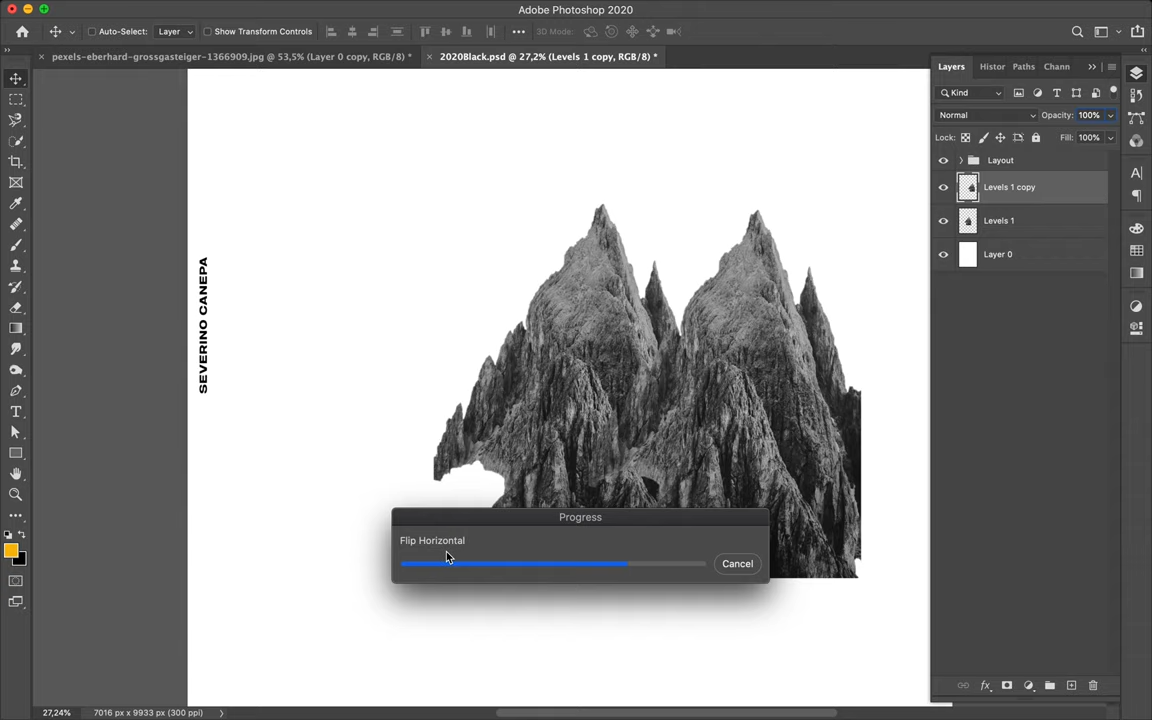 Adobe Photoshop 2020
Auto-Select: Layer Show Transform Controls 3D Mode:
pexels-eberhard-grossgasteiger-1366909.jpg @ 53,5% (Layer 0 copy, RGB/8) * 2020Black.psd @ 27,2% (Levels 1 copy, RGB/8) *
Layers Histor Paths Chann
Kind
Normal Opacity: 100%
Lock: Fill: 100%
Layout
Levels 1 copy
Levels 1
Layer 0
SEVERINO CANEPA
Progress
Flip Horizontal
Cancel
27,24% 7016 px x 9933 px (300 ppi)